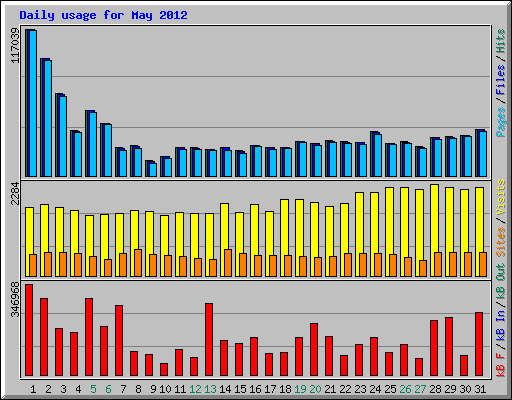 Daily usage for May 2012
117039
Pages / Files / Hits
2284
Sites / Visits
346968
kB F / kB In / kB Out
1 2 3 4 5 6 7 8 9 10 11 12 13 14 15 16 17 18 19 20 21 22 23 24 25 26 27 28 29 30 31